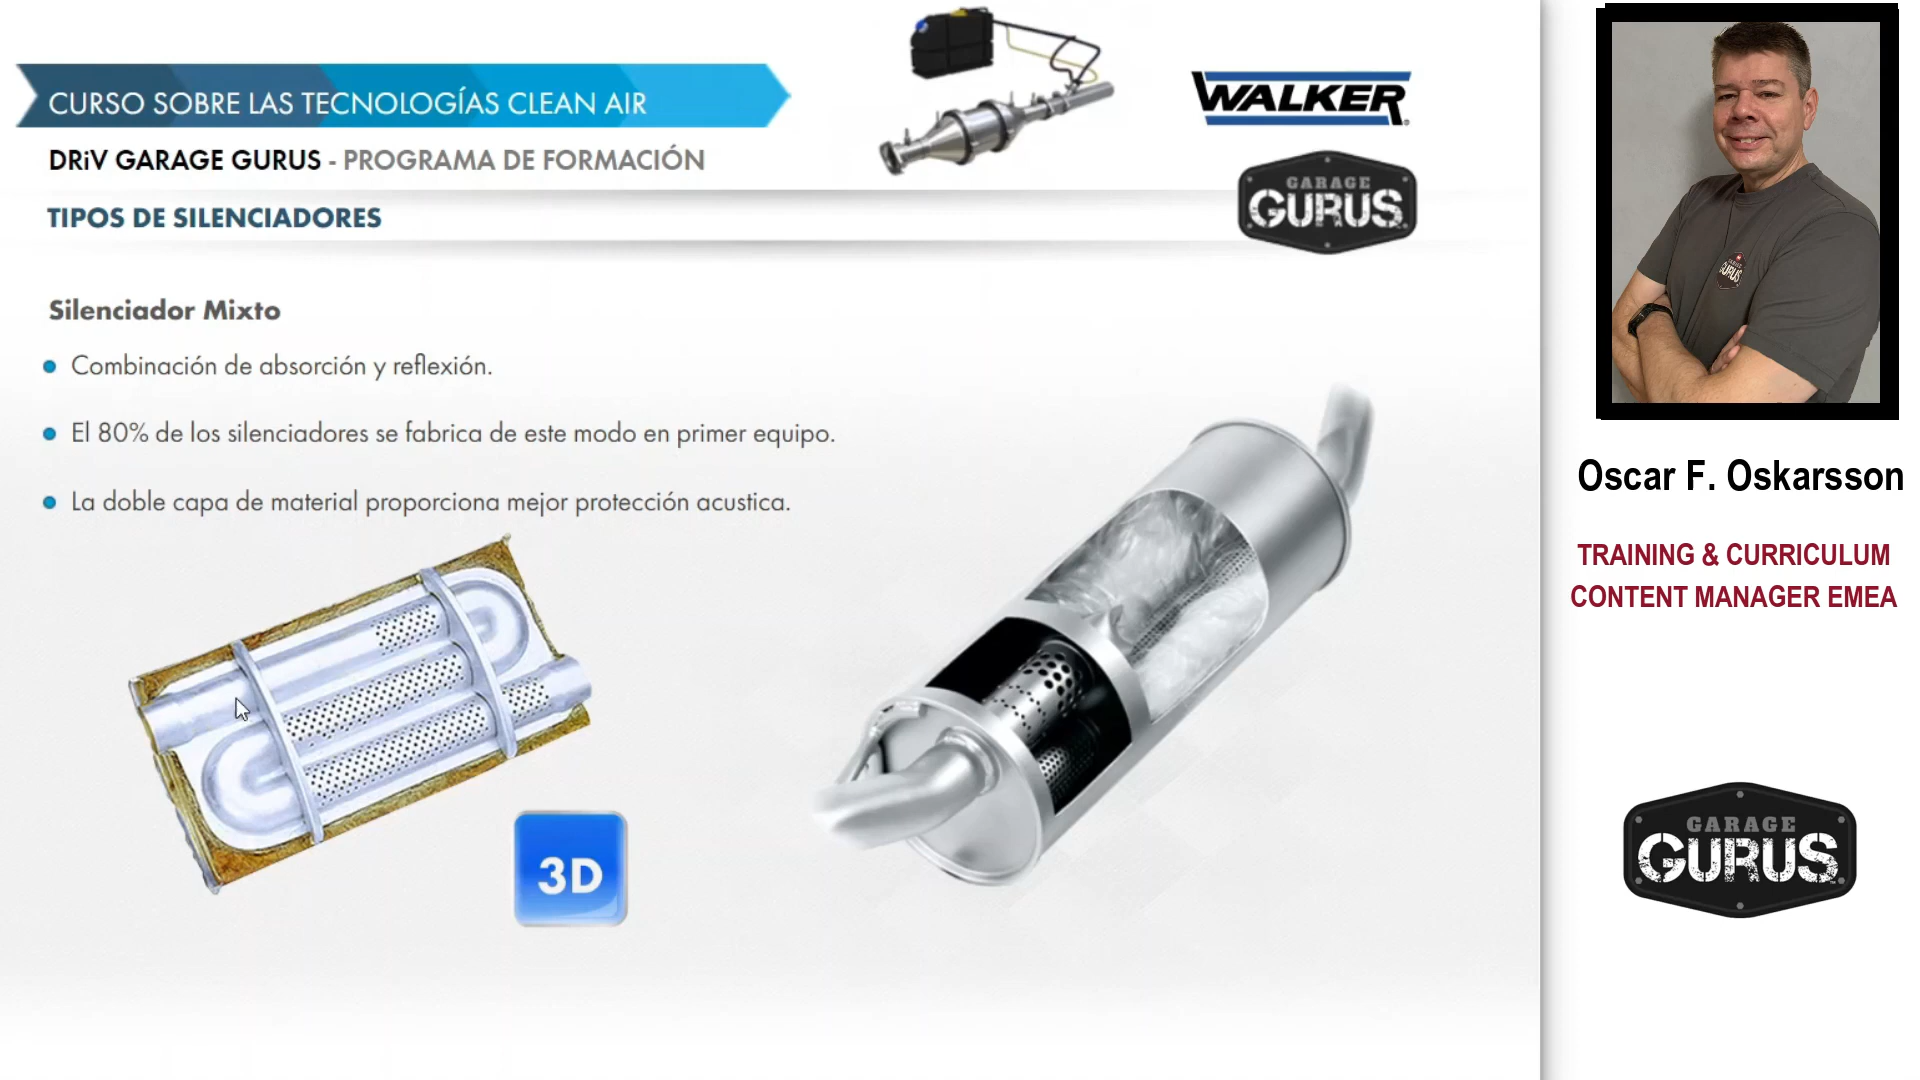 CURSO SOBRE LAS TECNOLOGÍAS CLEAN AIR
DRiV GARAGE GURUS - PROGRAMA DE FORMACIÓN
WALKER
GARAGE
GURUS
TIPOS DE SILENCIADORES
Silenciador Mixto
Combinación de absorción y reflexión.
El 80% de los silenciadores se fabrica de este modo en primer equipo.
La doble capa de material proporciona mejor protección acustica.
3D
GURUS
Oscar F. Oskarsson
TRAINING & CURRICULUM
CONTENT MANAGER EMEA
GARAGE
GURUS